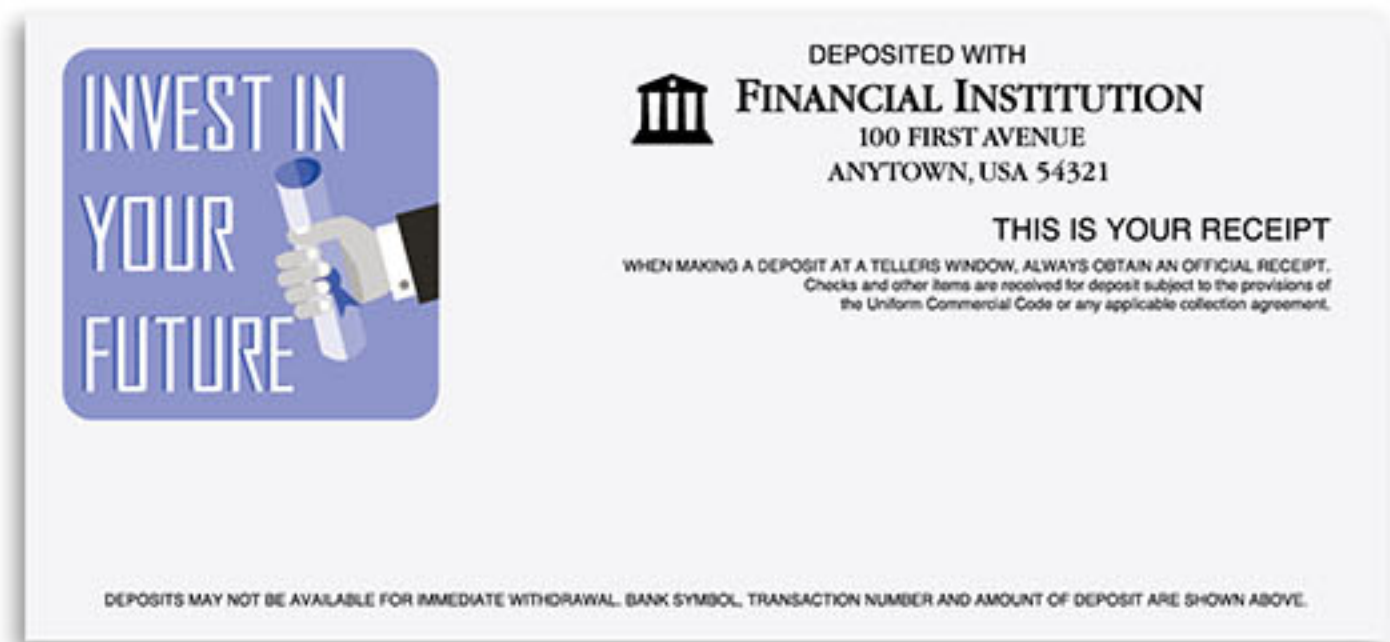 INVEST IN
YOUR
FUTURE
DEPOSITED WITH
FINANCIAL INSTITUTION
100 FIRST AVENUE
ANYTOWN, USA 54321
THIS IS YOUR RECEIPT
WHEN MAKING A DEPOSIT AT A TELLERS WINDOW, ALWAYS OBTAIN AN OFFICIAL RECEIPT.
Checks and other items are received for deposit subject to the provisions of
the Uniform Commercial Code or any applicable collection agreement.
DEPOSITS MAY NOT BE AVAILABLE FOR IMMEDIATE WITHDRAWAL. BANK SYMBOL, TRANSACTION NUMBER AND AMOUNT OF DEPOSIT ARE SHOWN ABOVE.